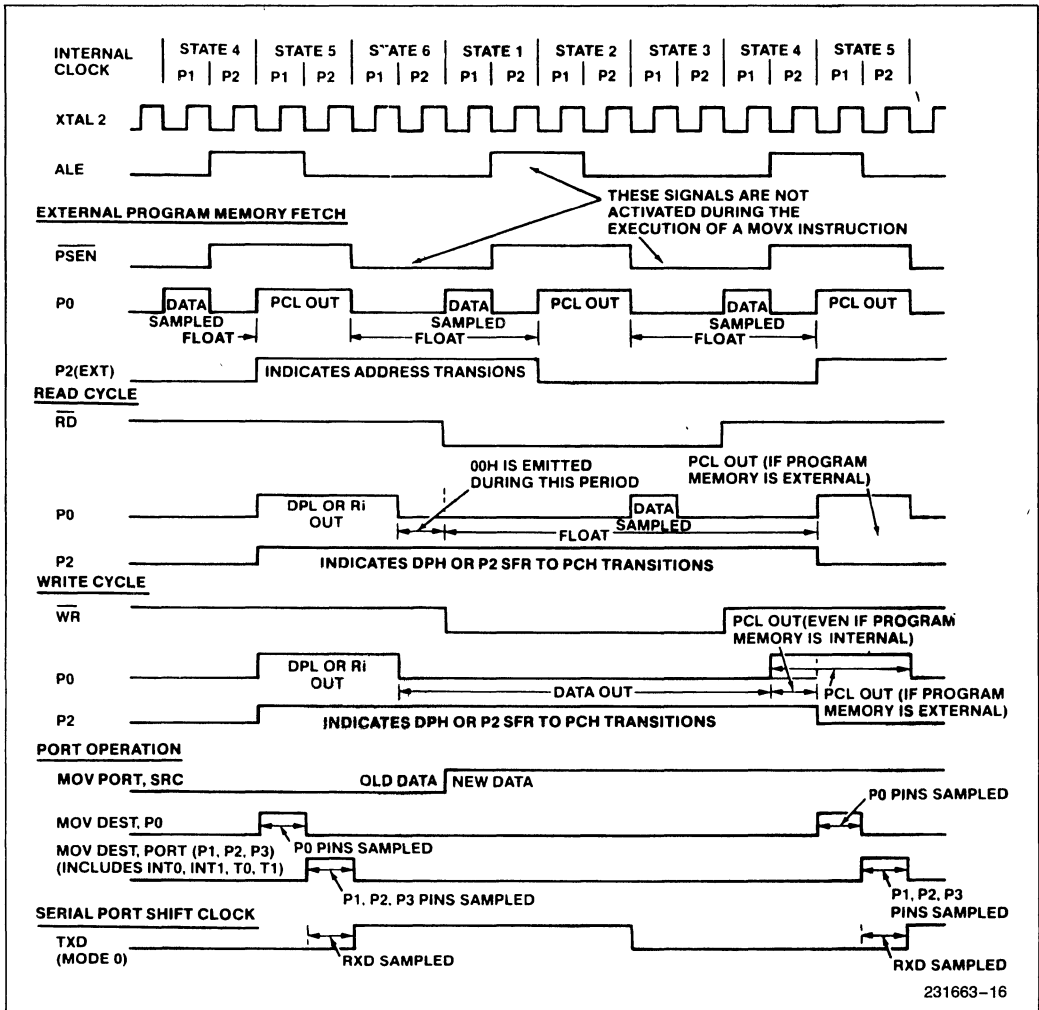 INTERNAL CLOCK
STATE 4 STATE 5 STATE 6 STATE 1 STATE 2 STATE 3 STATE 4 STATE 5
P1 P2 P1 P2 P1 P2 P1 P2 P1 P2 P1 P2 P1 P2 P1 P2
XTAL 2
ALE
THESE SIGNALS ARE NOT
ACTIVATED DURING THE
EXECUTION OF A MOVX INSTRUCTION
EXTERNAL PROGRAM MEMORY FETCH
PSEN
P0 DATA PCL OUT DATA PCL OUT DATA PCL OUT
SAMPLED SAMPLED SAMPLED
FLOAT FLOAT FLOAT
P2(EXT) INDICATES ADDRESS TRANSIONS
READ CYCLE
RD
00H IS EMITTED
DURING THIS PERIOD
PCL OUT (IF PROGRAM
MEMORY IS EXTERNAL)
P0 DPL OR Ri OUT DATA
SAMPLED
FLOAT
P2 INDICATES DPH OR P2 SFR TO PCH TRANSITIONS
WRITE CYCLE
WR
PCL OUT(EVEN IF PROGRAM
MEMORY IS INTERNAL)
P0 DPL OR Ri OUT
DATA OUT
PCL OUT (IF PROGRAM
MEMORY IS EXTERNAL)
P2 INDICATES DPH OR P2 SFR TO PCH TRANSITIONS
PORT OPERATION
MOV PORT, SRC OLD DATA NEW DATA
P0 PINS SAMPLED
MOV DEST, P0
P0 PINS SAMPLED
MOV DEST, PORT (P1, P2, P3)
(INCLUDES INT0, INT1, T0, T1)
P1, P2, P3 PINS SAMPLED
P1, P2, P3
PINS SAMPLED
SERIAL PORT SHIFT CLOCK
TXD
(MODE 0)
RXD SAMPLED
RXD SAMPLED
231663-16